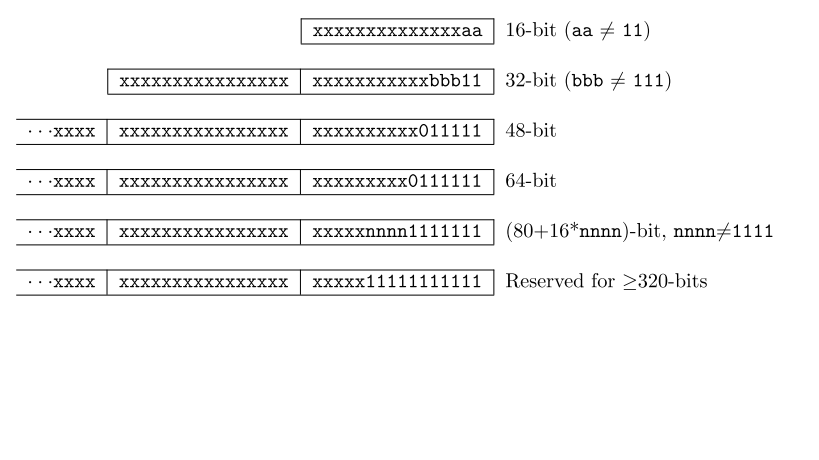 xxxxxxxxxxxxxxaa 16-bit (aa ≠ 11)
xxxxxxxxxxxxxxxx xxxxxxxxxxxbbb11 32-bit (bbb ≠ 111)
···xxxx xxxxxxxxxxxxxxxx xxxxxxxxxx011111 48-bit
···xxxx xxxxxxxxxxxxxxxx xxxxxxxxx0111111 64-bit
···xxxx xxxxxxxxxxxxxxxx xxxxxnnnn1111111 (80+16*nnnn)-bit, nnnn≠1111
···xxxx xxxxxxxxxxxxxxxx xxxxx11111111111 Reserved for ≥320-bits